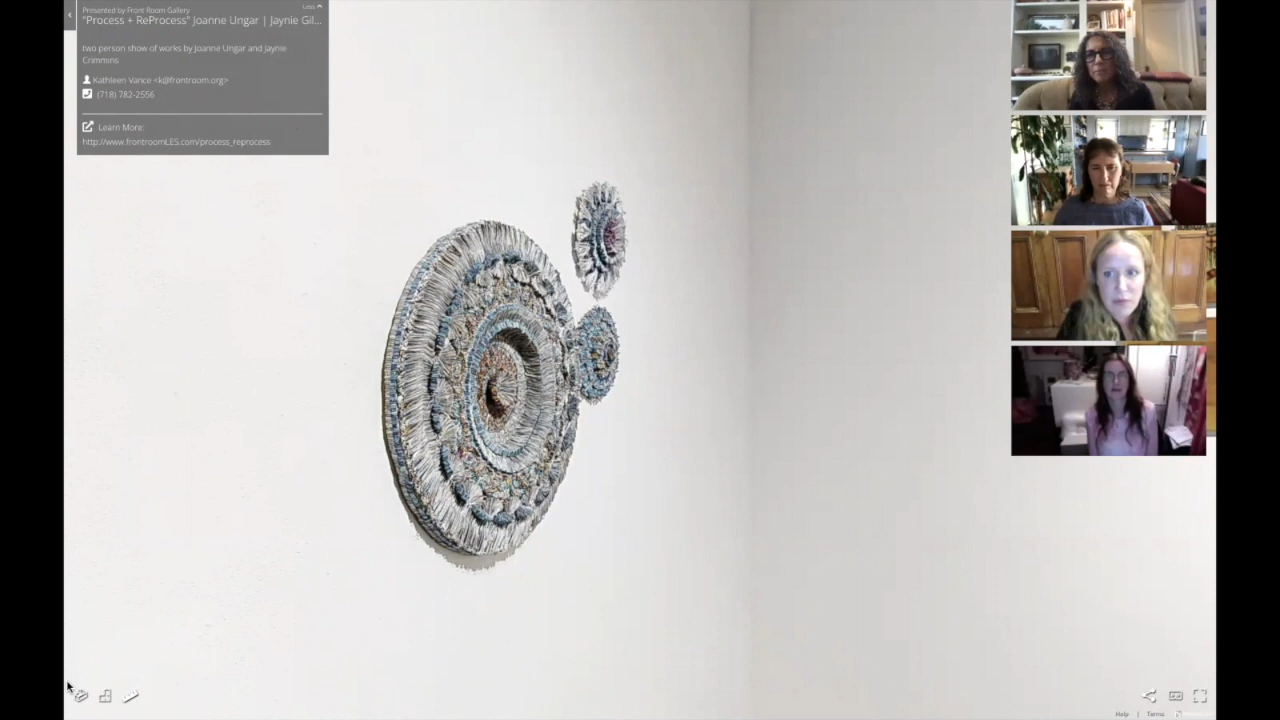 Presented by Front Room Gallery
Less
"Process + ReProcess" Joanne Ungar | Jaynie Gil...
two person show of works by Joanne Ungar and Jaynie
Crimmins
Kathleen Vance <k@frontroom.org>
(718) 782-2556
Learn More:
http://www.frontroomLES.com/process_reprocess
Help | Terms